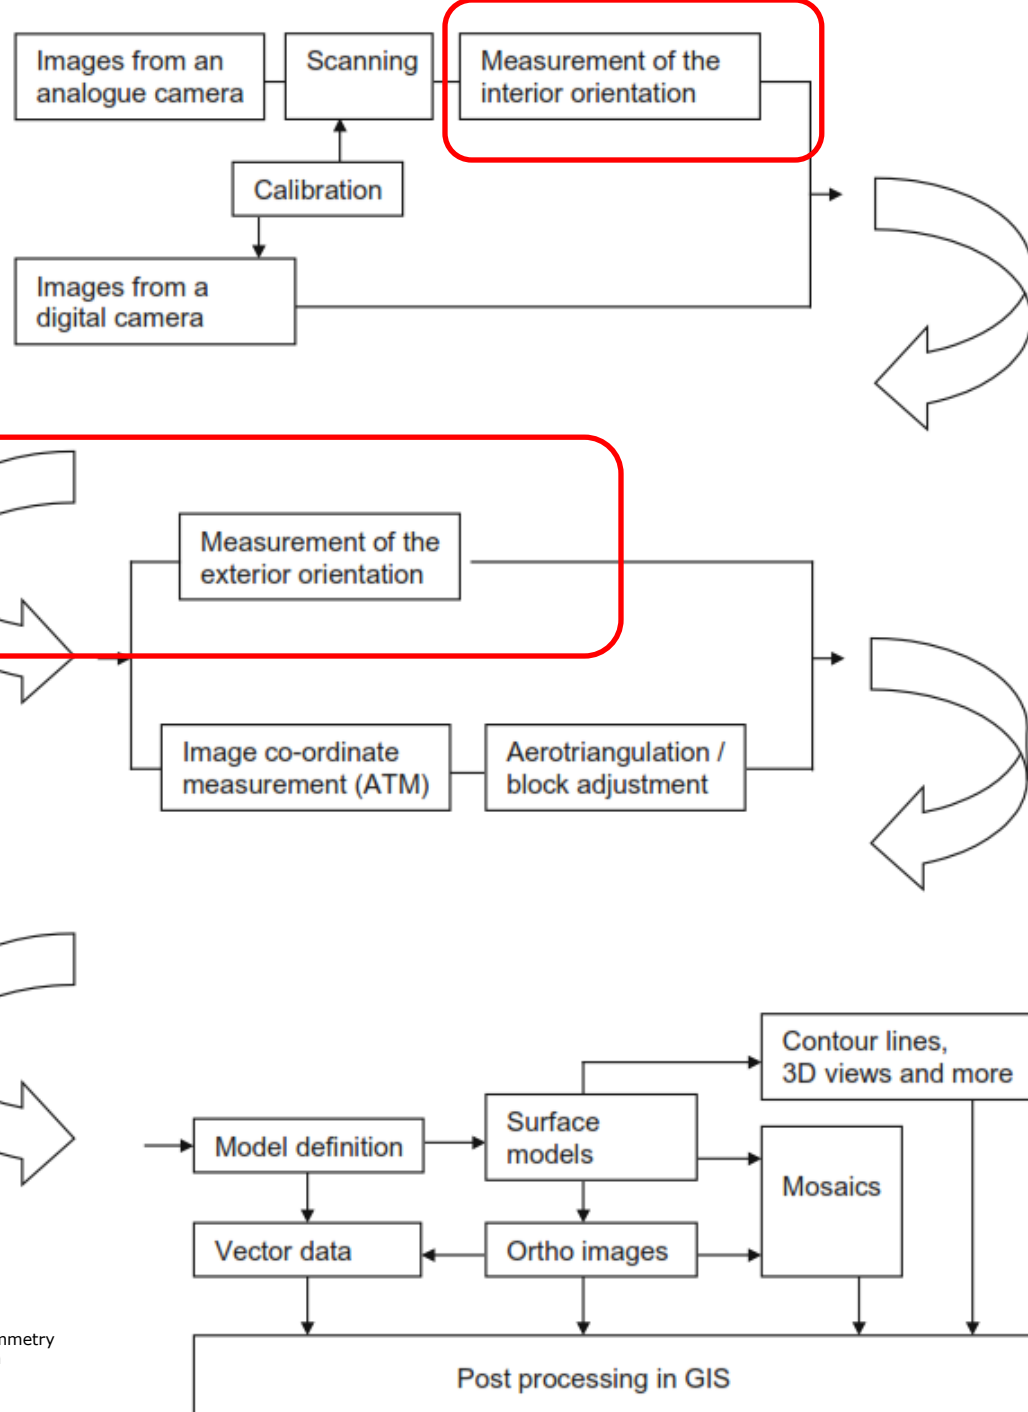 Images from an
analogue camera
Scanning
Measurement of the
interior orientation
Calibration
Images from a
digital camera
Measurement of the
exterior orientation
Image co-ordinate
measurement (ATM)
Aerotriangulation /
block adjustment
Contour lines,
3D views and more
Surface
models
Model definition
Mosaics
Vector data
Ortho images
mmetry
Post processing in GIS